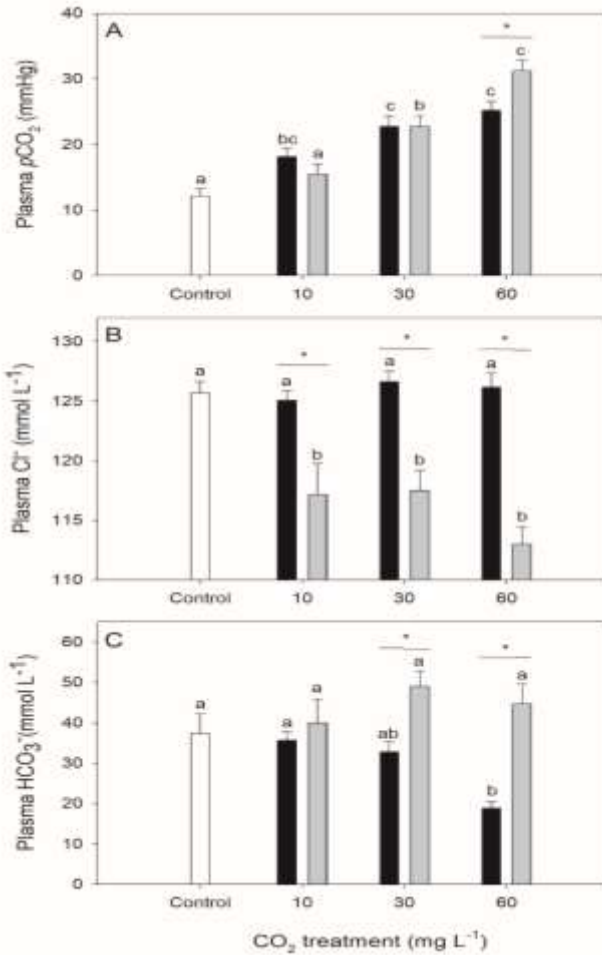 A
Plasma pCO₂ (mmHg)
40
30
20
10
0
a
bc
a
c
b
*
c
c
Control
10
30
60
B
Plasma Cl⁻ (mmol L⁻¹)
130
125
120
115
110
a
*
a
b
*
a
b
*
a
b
Control
10
30
60
C
Plasma HCO₃⁻(mmol L⁻¹)
60
50
40
30
20
10
0
a
a
a
*
ab
a
*
b
a
Control
10
30
60
CO₂ treatment (mg L⁻¹)